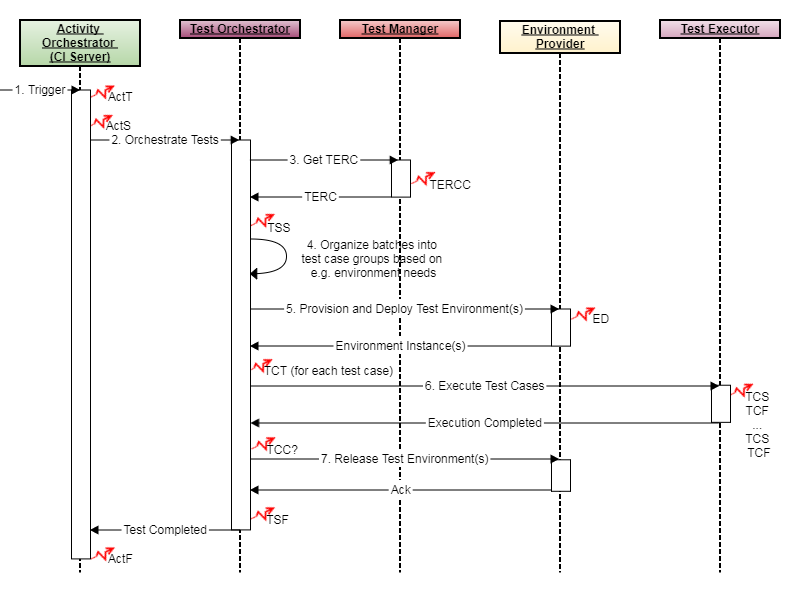 Activity
Orchestrator
(CI Server)
Test Orchestrator
Test Manager
Environment
Provider
Test Executor
1. Trigger
ActT
ActS
2. Orchestrate Tests
3. Get TERC
TERCC
TERC
TSS
4. Organize batches into
test case groups based on
e.g. environment needs
5. Provision and Deploy Test Environment(s)
ED
Environment Instance(s)
TCT (for each test case)
6. Execute Test Cases
TCS
TCF
...
TCS
TCF
Execution Completed
TCC?
7. Release Test Environment(s)
Ack
TSF
Test Completed
ActF